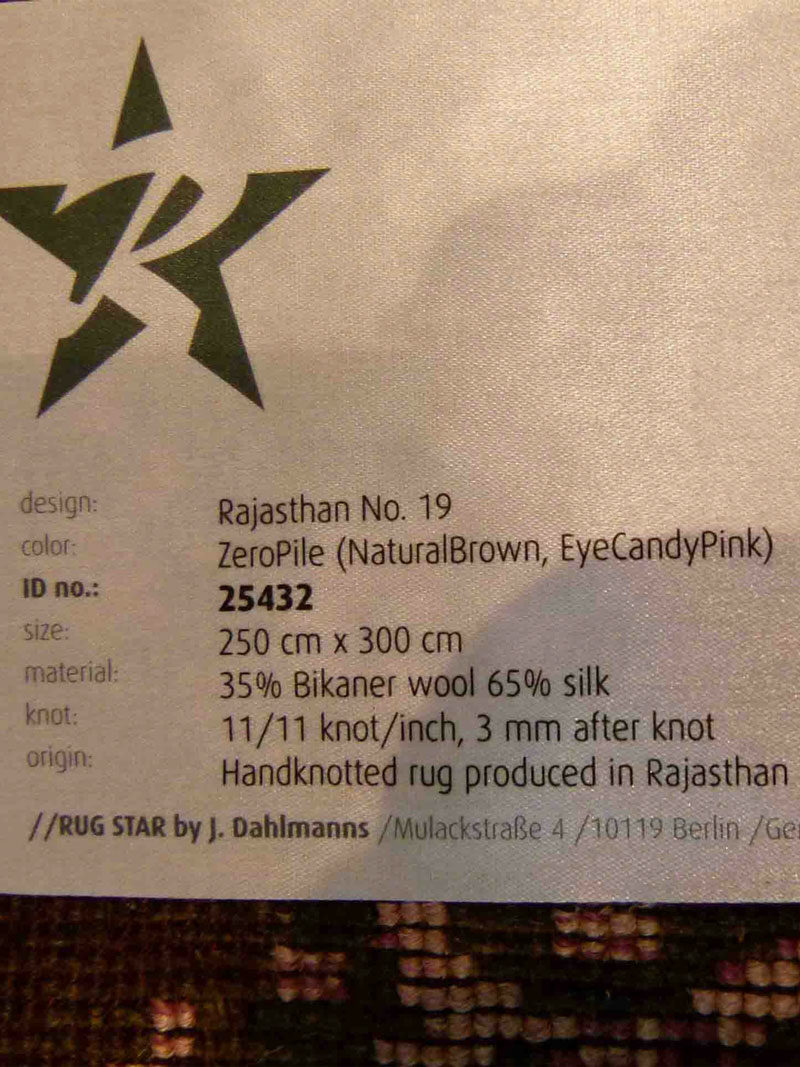 design: Rajasthan No. 19
color: ZeroPile (NaturalBrown, EyeCandyPink)
ID no.: 25432
size: 250 cm x 300 cm
material: 35% Bikaner wool 65% silk
knot: 11/11 knot/inch, 3 mm after knot
origin: Handknotted rug produced in Rajasthan
//RUG STAR by J. Dahlmanns /Mulackstraße 4 /10119 Berlin